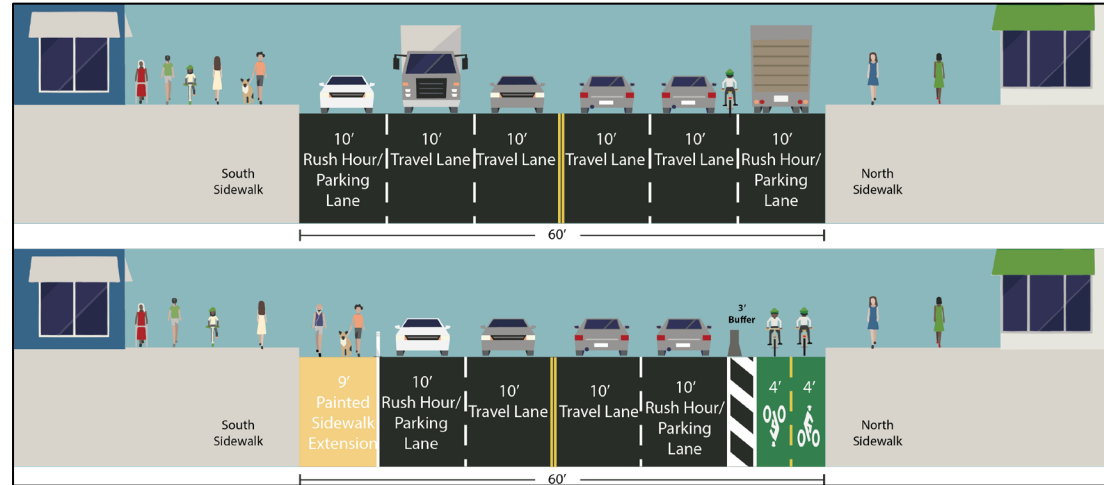 10'
Rush Hour/
Parking
Lane
10'
Travel Lane
10'
Travel Lane
10'
Travel Lane
10'
Travel Lane
10'
Rush Hour/
Parking
Lane
South
Sidewalk
North
Sidewalk
60'
3'
Buffer
9'
Painted
Sidewalk
Extension
10'
Rush Hour/
Parking
Lane
10'
Travel Lane
10'
Travel Lane
10'
Rush Hour/
Parking
Lane
4'
4'
South
Sidewalk
North
Sidewalk
60'